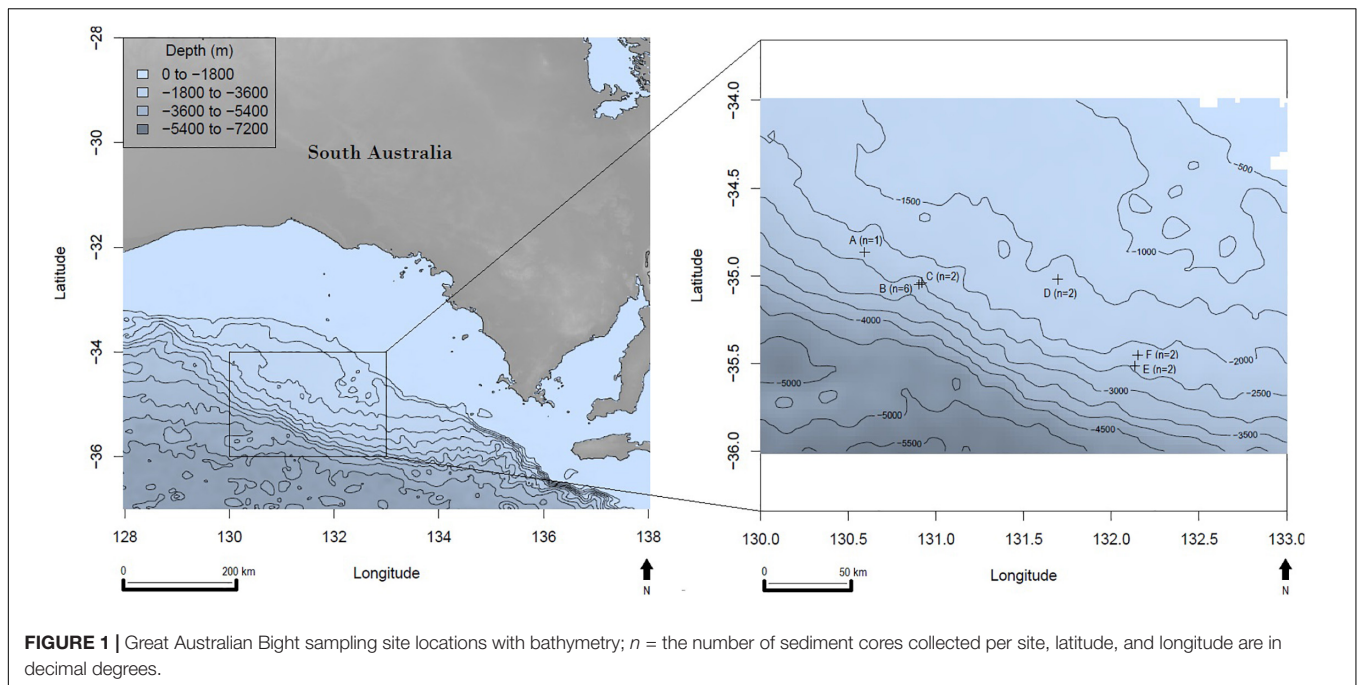 Depth (m)
0 to −1800
−1800 to −3600
−3600 to −5400
−5400 to −7200
South Australia
−28
−30
−32
−34
−36
Latitude
128
130
132
134
136
138
Longitude
0
200 km
N
−34.0
−34.5
−35.0
−35.5
−36.0
Latitude
−500
−1500
−1000
A (n=1)
C (n=2)
B (n=6)
D (n=2)
−4000
F (n=2)
E (n=2)
−2000
−5000
−3000
−2500
−5000
−4500
−3500
−5500
130.0
130.5
131.0
131.5
132.0
132.5
133.0
0
50 km
Longitude
N
FIGURE 1 | Great Australian Bight sampling site locations with bathymetry; n = the number of sediment cores collected per site, latitude, and longitude are in
decimal degrees.